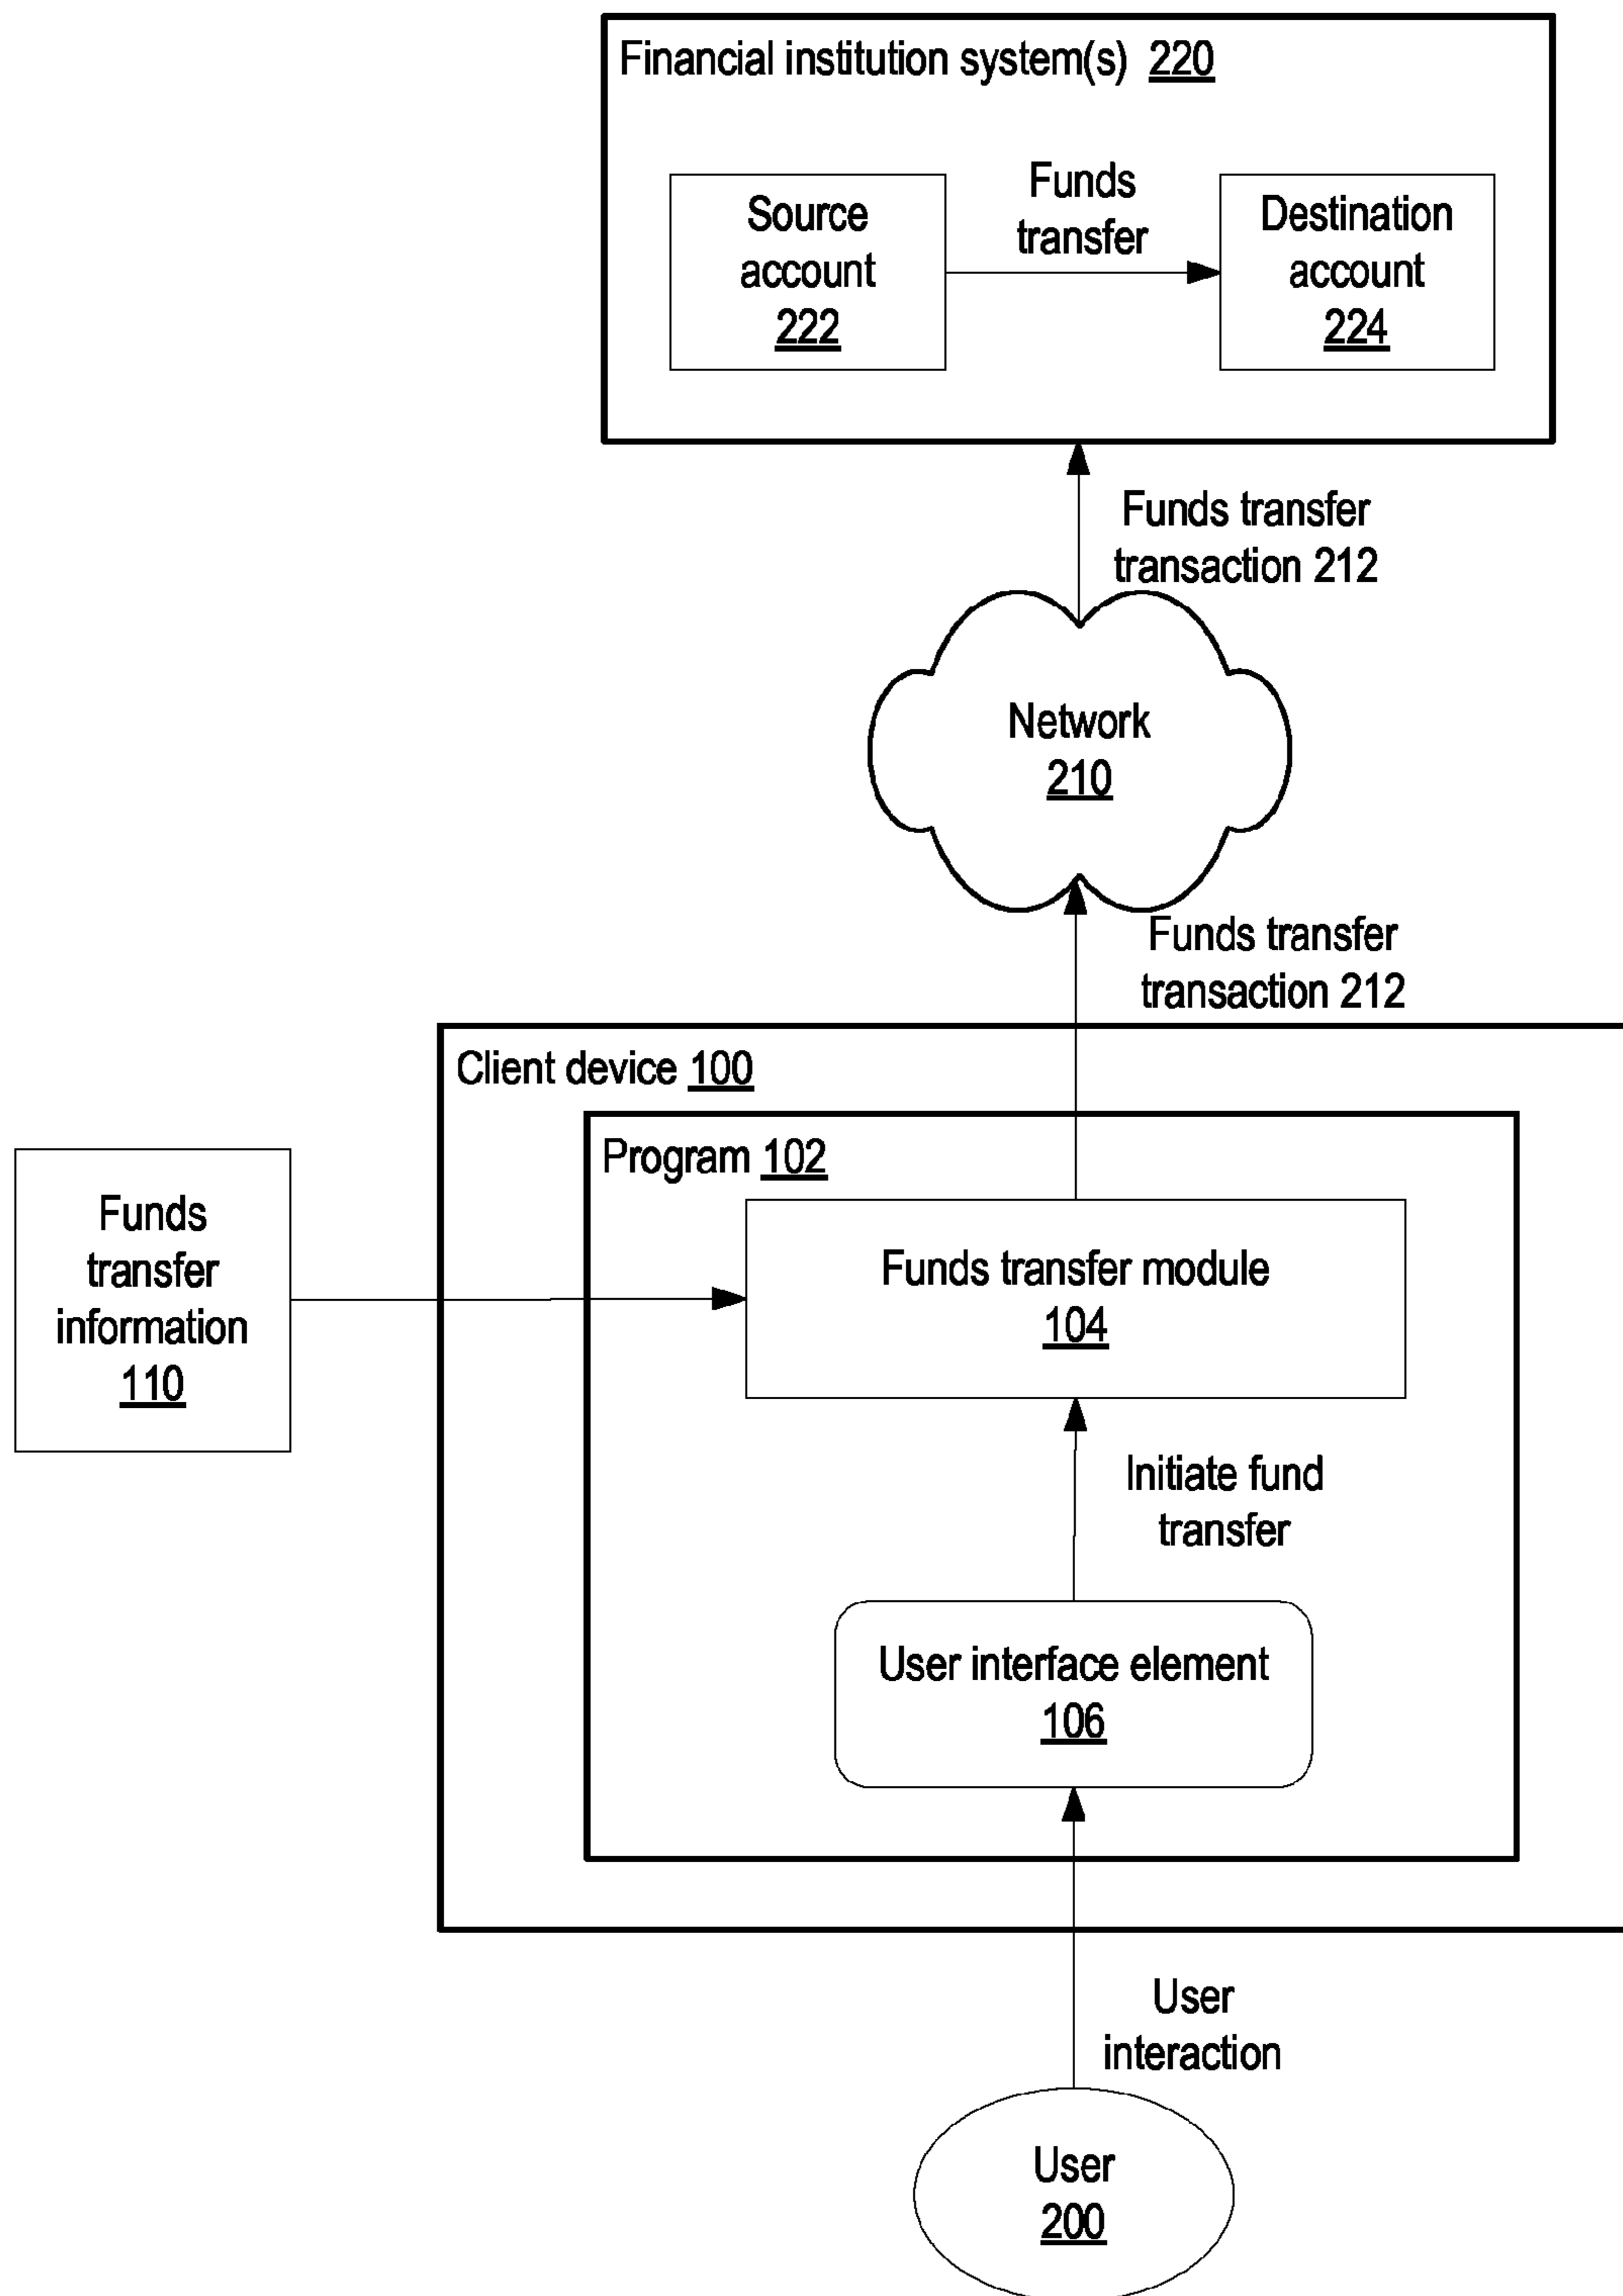 Financial institution system(s) 220
Source
account
222
Funds
transfer
Destination
account
224
Funds transfer
transaction 212
Network
210
Funds transfer
transaction 212
Client device 100
Program 102
Funds
transfer
information
110
Funds transfer module
104
Initiate fund
transfer
User interface element
106
User
interaction
User
200